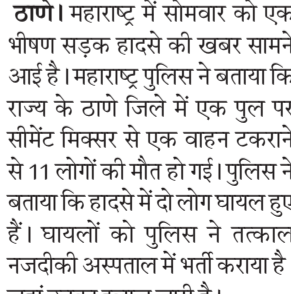 ठाणे। महाराष्ट्र में सोमवार को एक
भीषण सड़क हादसे की खबर सामने
आई है। महाराष्ट्र पुलिस ने बताया कि
राज्य के ठाणे जिले में एक पुल पर
सीमेंट मिक्सर से एक वाहन टकराने
से 11 लोगों की मौत हो गई। पुलिस ने
बताया कि हादसे में दो लोग घायल हुए
हैं। घायलों को पुलिस ने तत्काल
नजदीकी अस्पताल में भर्ती कराया है